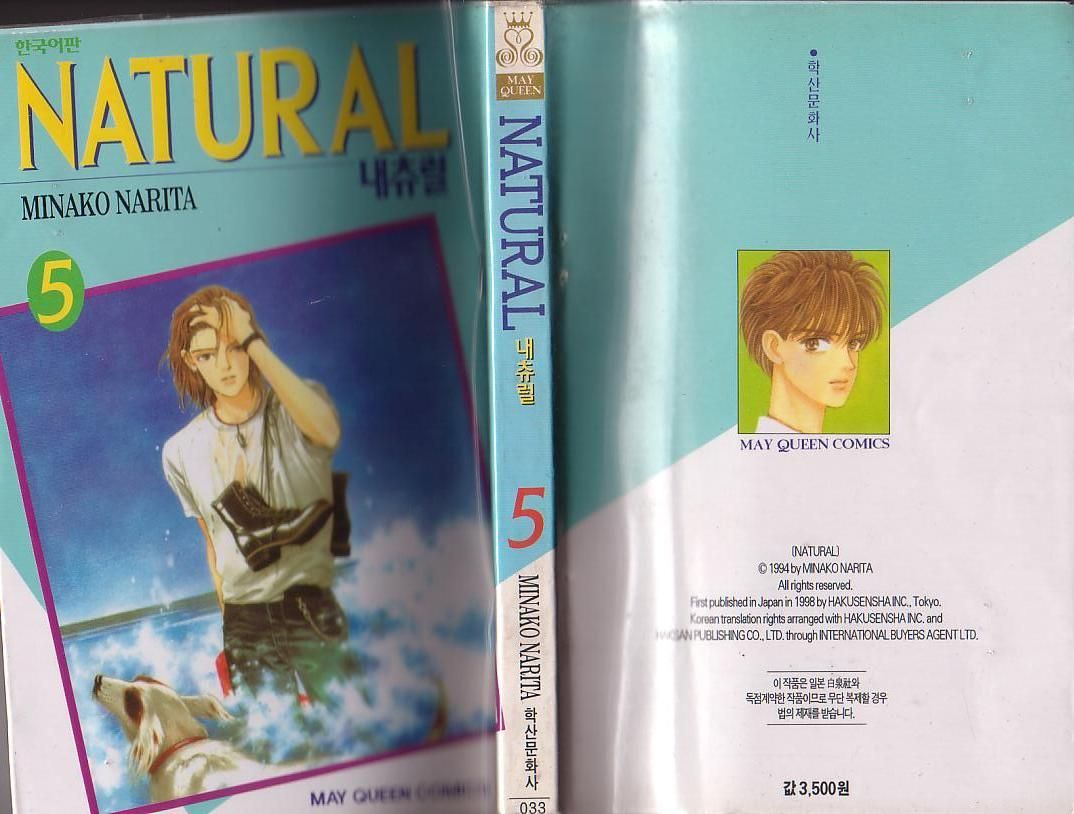 한국어판
NATURAL
내츄럴
MINAKO NARITA
5
MAY QUEEN COMICS
MAY
QUEEN
NATURAL 내츄럴
5
MINAKO NARITA 학산문화사
033
• 학산문화사
MAY QUEEN COMICS
(NATURAL)
© 1994 by MINAKO NARITA
All rights reserved.
First published in Japan in 1998 by HAKUSENSHA INC., Tokyo.
Korean translation rights arranged with HAKUSENSHA INC. and
HAKSAN PUBLISHING CO., LTD. through INTERNATIONAL BUYERS AGENT LTD.
이 작품은 일본 白泉社와
독점계약한 작품이므로 무단 복제할 경우
법의 제재를 받습니다.
값 3,500원